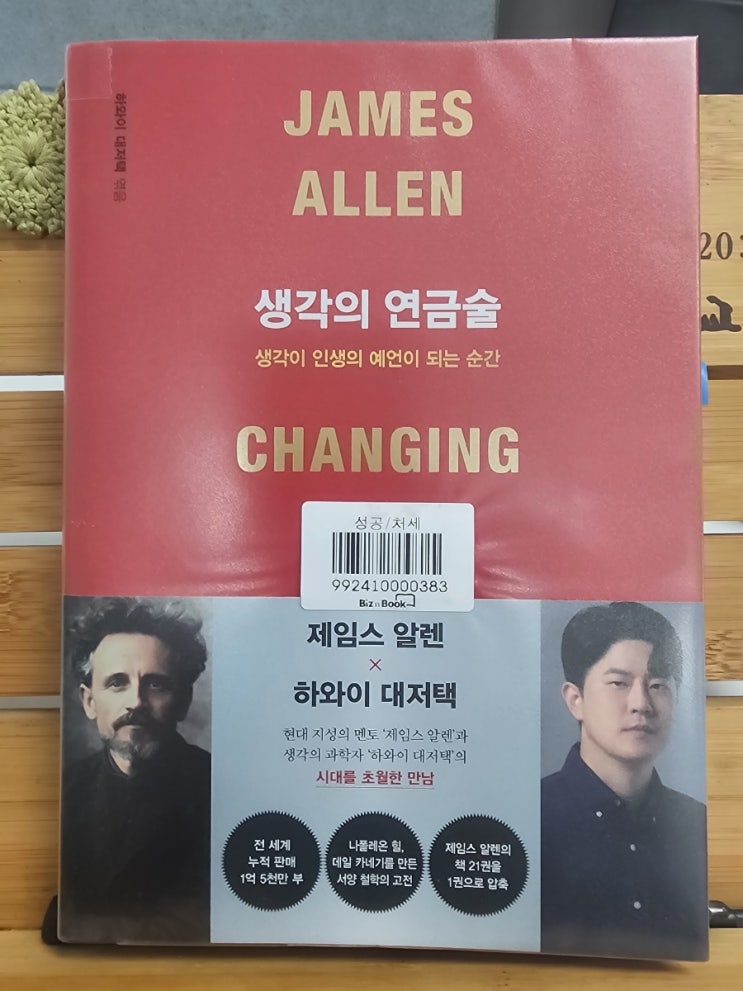 하와이 대저택 엮음
JAMES
ALLEN
생각의 연금술
생각이 인생의 예언이 되는 순간
CHANGING
성공/처세
992410000383
Biz n Book
제임스 알렌
×
하와이 대저택
현대 지성의 멘토 '제임스 알렌'과
생각의 과학자 '하와이 대저택'의
시대를 초월한 만남
전 세계
누적 판매
1억 5천만 부
나폴레온 힐,
데일 카네기를 만든
서양 철학의 고전
제임스 알렌의
책 21권을
1권으로 압축
교